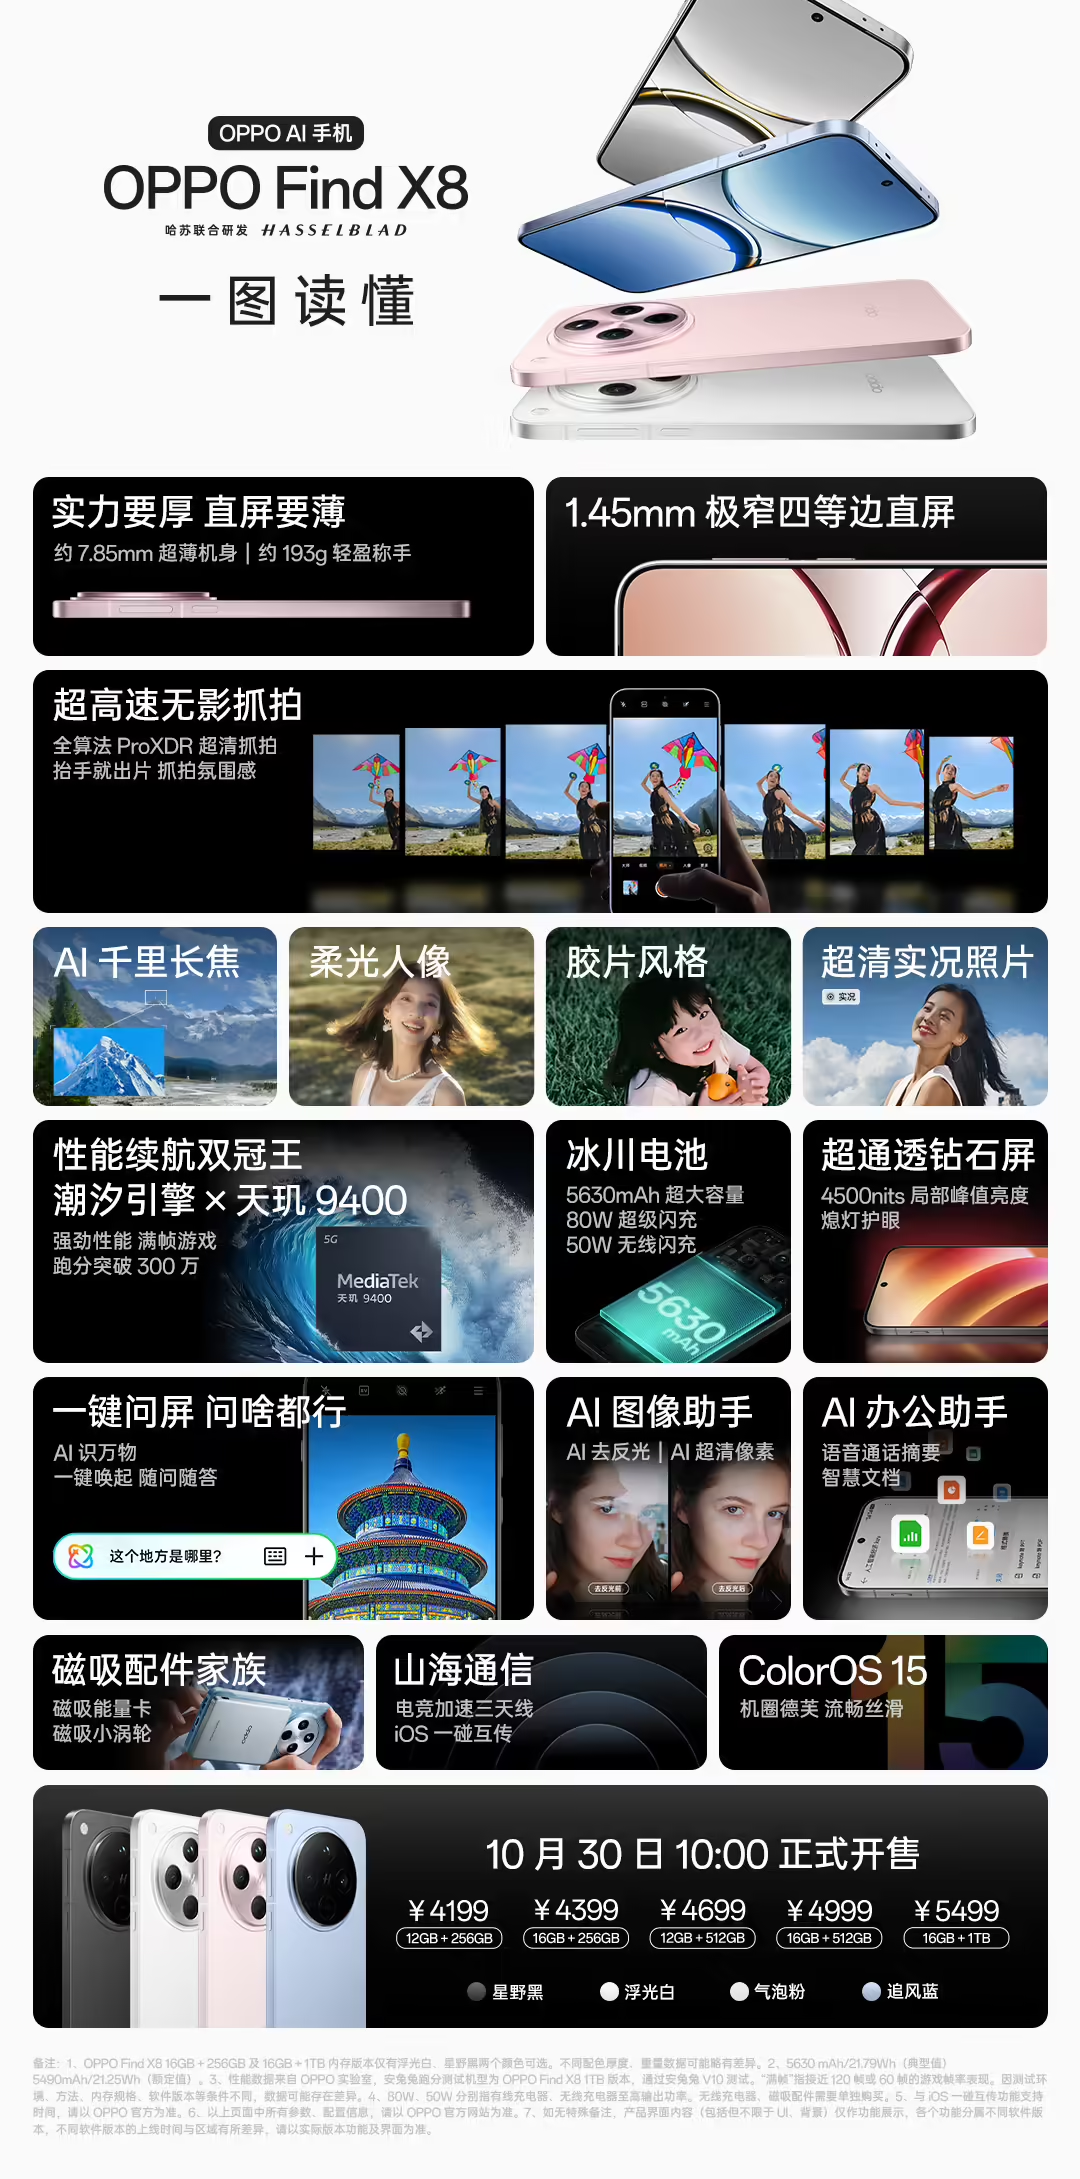 OPPO AI 手机
OPPO Find X8
哈苏联合研发 HASSELBLAD
一图读懂
实力要厚 直屏要薄
约 7.85mm 超薄机身 | 约 193g 轻盈称手
1.45mm 极窄四等边直屏
超高速无影抓拍
全算法 ProXDR 超清抓拍
抬手就出片 抓拍氛围感
AI 千里长焦
柔光人像
胶片风格
超清实况照片
实况
性能续航双冠王
潮汐引擎 × 天玑 9400
强劲性能 满帧游戏
跑分突破 300 万
5G
MediaTek
天玑 9400
冰川电池
5630mAh 超大容量
80W 超级闪充
50W 无线闪充
5630
mAh
超通透钻石屏
4500nits 局部峰值亮度
熄灯护眼
一键问屏 问啥都行
AI 识万物
一键唤起 随问随答
这个地方是哪里?
AI 图像助手
AI 去反光 | AI 超清像素
去反光前
去反光后
AI 办公助手
语音通话摘要
智慧文档
磁吸配件家族
磁吸能量卡
磁吸小涡轮
山海通信
电竞加速三天线
iOS 一碰互传
ColorOS 15
机圈德芙 流畅丝滑
10 月 30 日 10:00 正式开售
￥4199 ￥4399 ￥4699 ￥4999 ￥5499
12GB + 256GB 16GB + 256GB 12GB + 512GB 16GB + 512GB 16GB + 1TB
星野黑 浮光白 气泡粉 追风蓝
备注：1、OPPO Find X8 16GB + 256GB 及 16GB + 1TB 内存版本仅有浮光白、星野黑两个颜色可选。不同配色厚度、重量数据可能略有差异。2、5630 mAh/21.79Wh（典型值）
5490mAh/21.25Wh（额定值）。3、性能数据来自 OPPO 实验室，安兔兔跑分测试机型为 OPPO Find X8 1TB 版本，通过安兔兔 V10 测试。“满帧”指接近 120 帧或 60 帧的游戏帧率表现。因测试环
境、方法、内存规格、软件版本等条件不同，数据可能存在差异。4、80W、50W 分别指有线充电器、无线充电器至高输出功率。无线充电器、磁吸配件需要单独购买。5、与 iOS 一碰互传功能支持
时间，请以 OPPO 官方为准。6、以上页面中所有参数、配置信息，请以 OPPO 官方网站为准。7、如无特殊备注，产品界面内容（包括但不限于 UI、背景）仅作功能展示，各个功能分属不同软件版
本，不同软件版本的上线时间与区域有所差异，请以实际版本功能及界面为准。